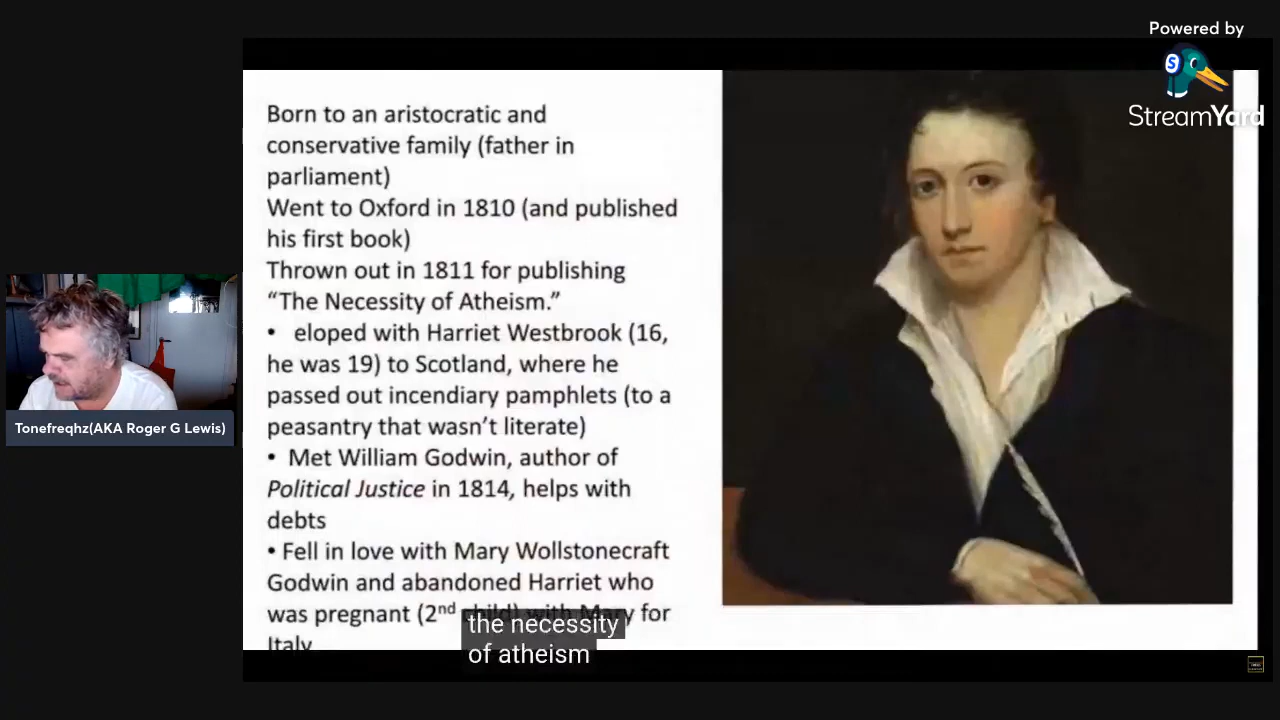 Powered by
StreamYard
Born to an aristocratic and
conservative family (father in
parliament)
Went to Oxford in 1810 (and published
his first book)
Thrown out in 1811 for publishing
“The Necessity of Atheism.”
• eloped with Harriet Westbrook (16,
he was 19) to Scotland, where he
passed out incendiary pamphlets (to a
peasantry that wasn’t literate)
• Met William Godwin, author of
Political Justice in 1814, helps with
debts
• Fell in love with Mary Wollstonecraft
Godwin and abandoned Harriet who
was pregnant (2nd child) with Mary for
Italy
the necessity
of atheism
Tonefreqhz(AKA Roger G Lewis)